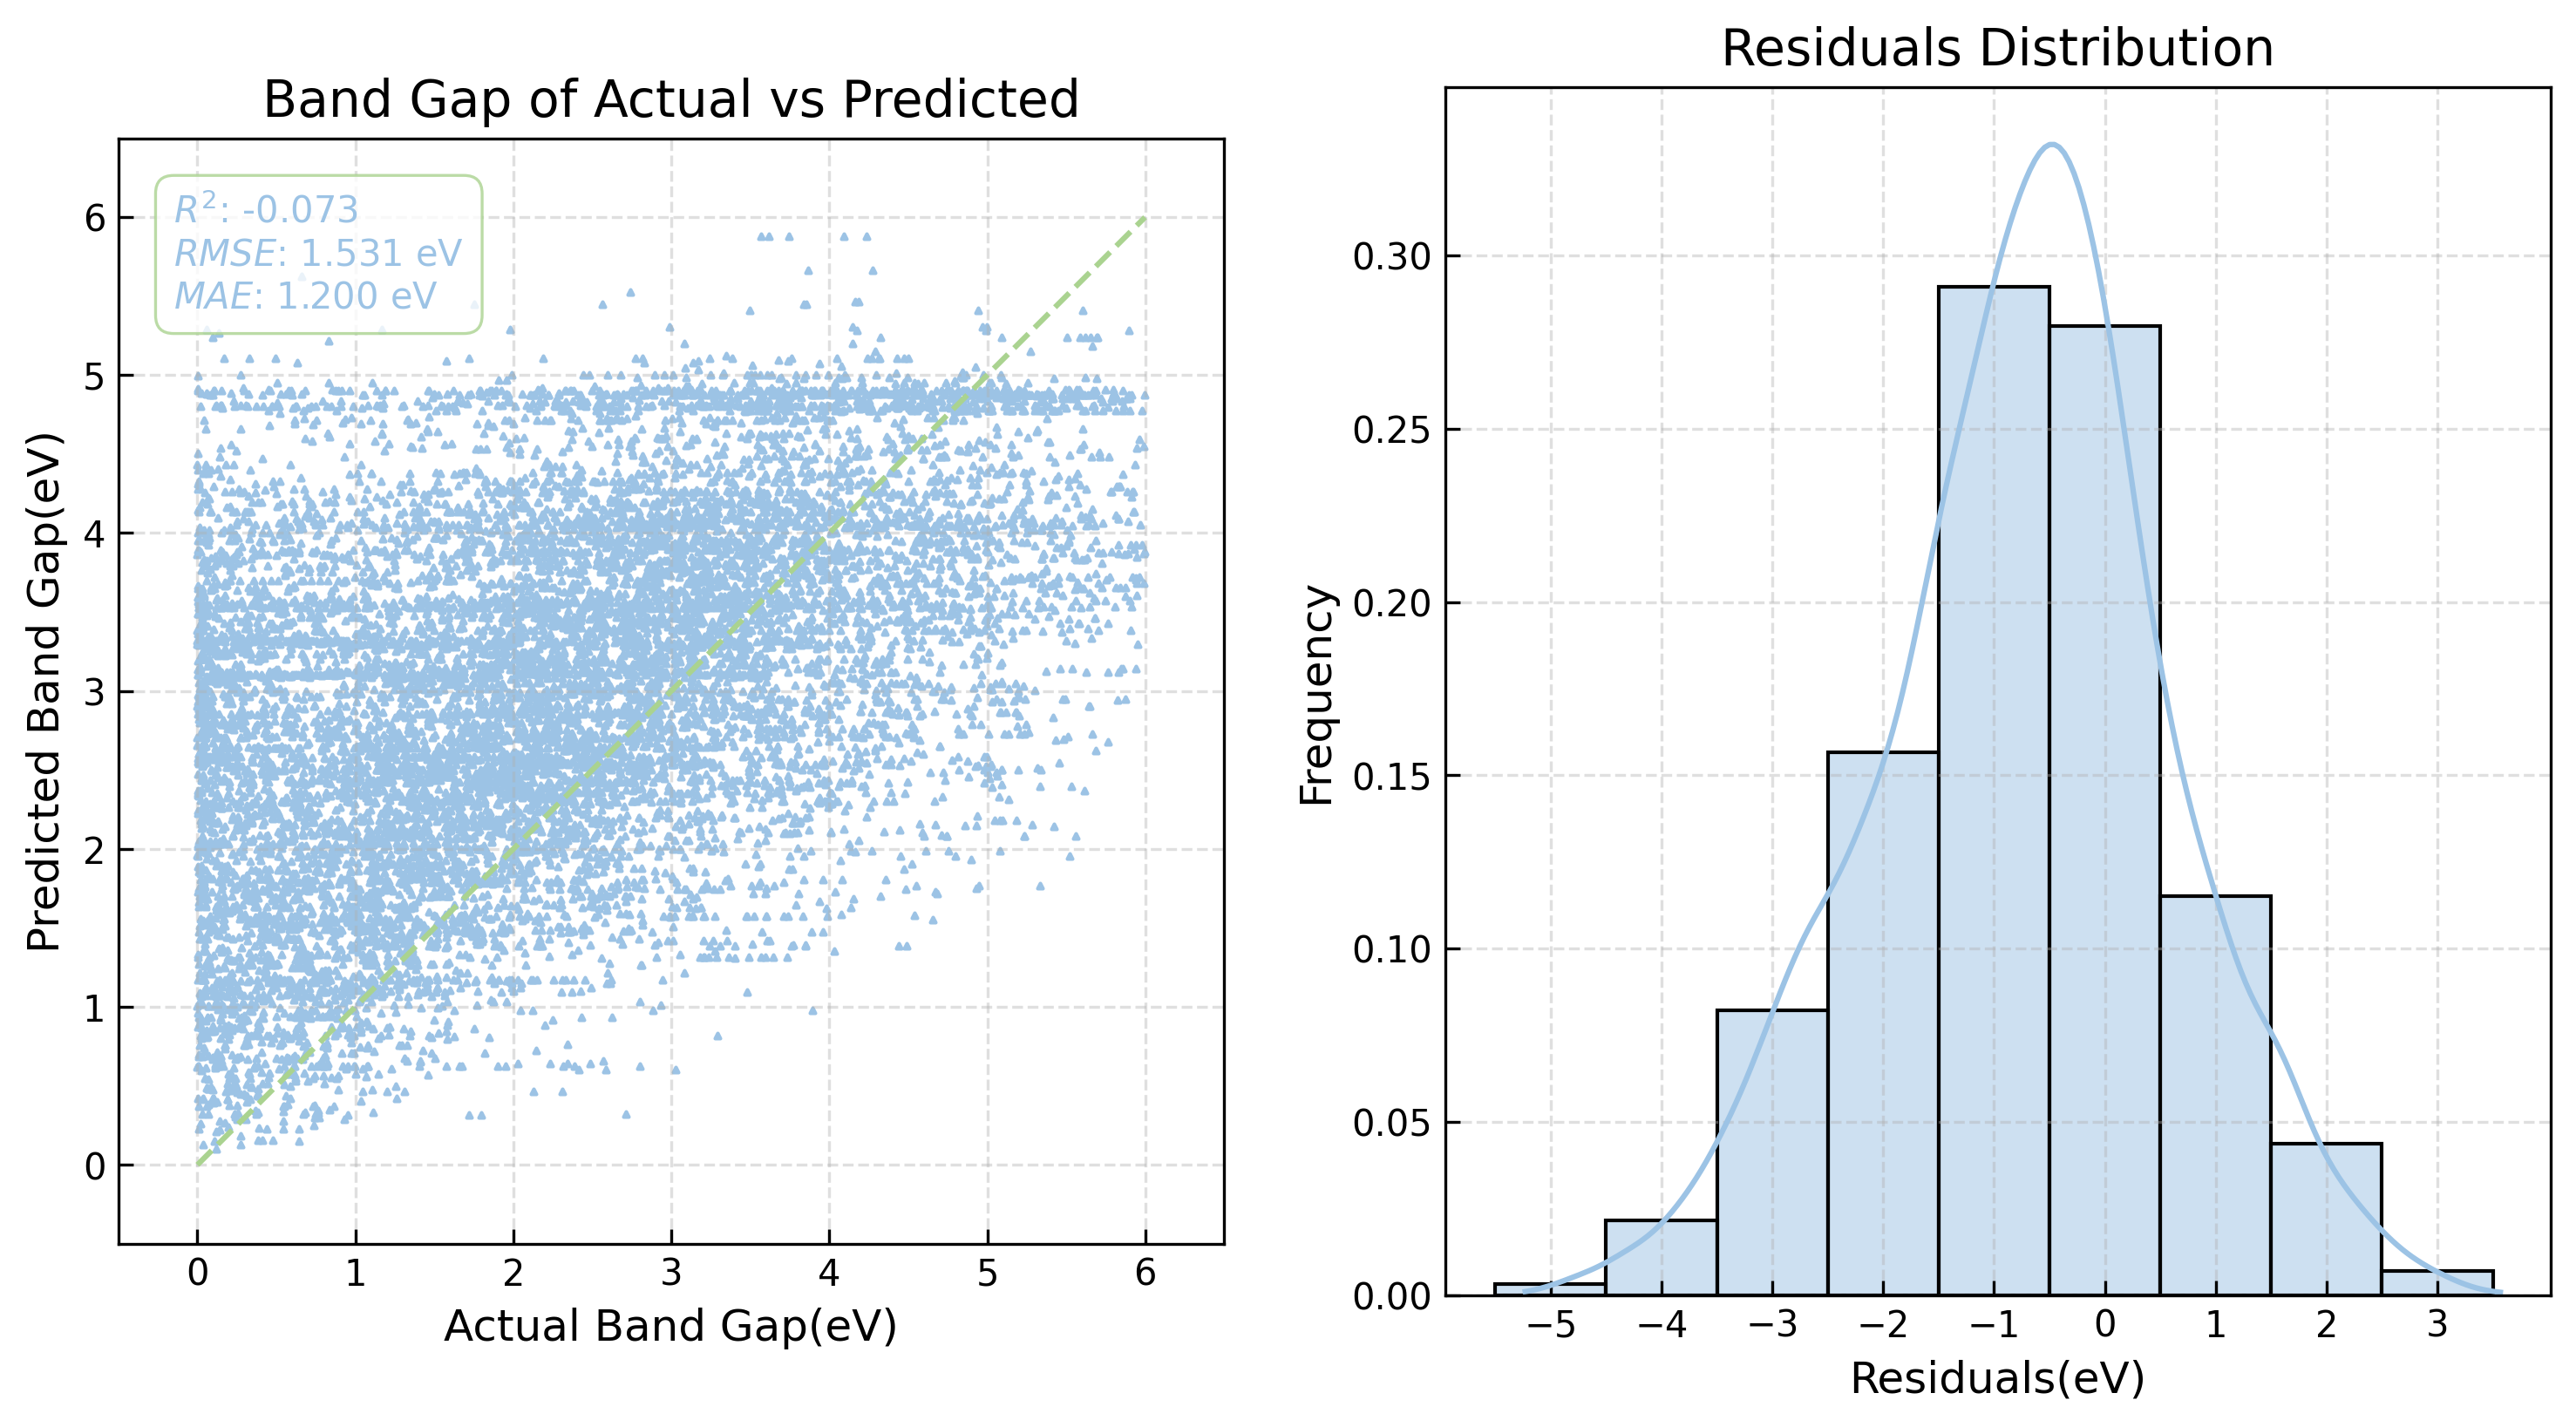 Band Gap of Actual vs Predicted
R²: -0.073
RMSE: 1.531 eV
MAE: 1.200 eV
6
5
4
3
2
1
0
Predicted Band Gap(eV)
0 1 2 3 4 5 6
Actual Band Gap(eV)
Residuals Distribution
0.30
0.25
0.20
0.15
0.10
0.05
0.00
Frequency
−5 −4 −3 −2 −1 0 1 2 3
Residuals(eV)